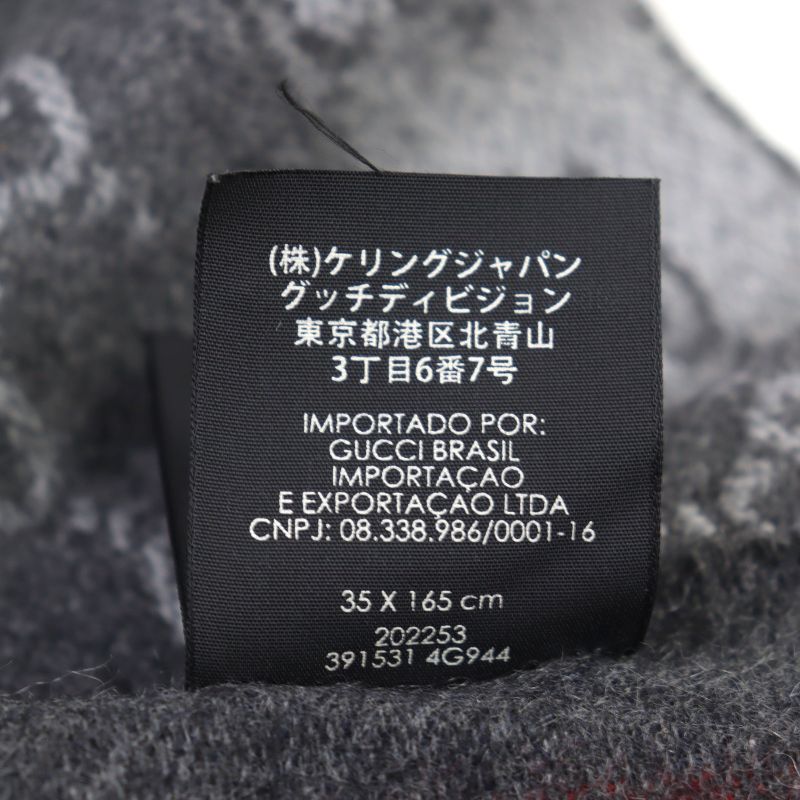 (株)ケリングジャパン
グッチディビジョン
東京都港区北青山
3丁目6番7号
IMPORTADO POR:
GUCCI BRASIL
IMPORTAÇAO
E EXPORTAÇAO LTDA
CNPJ: 08.338.986/0001-16
35 X 165 cm
202253
391531 4G944